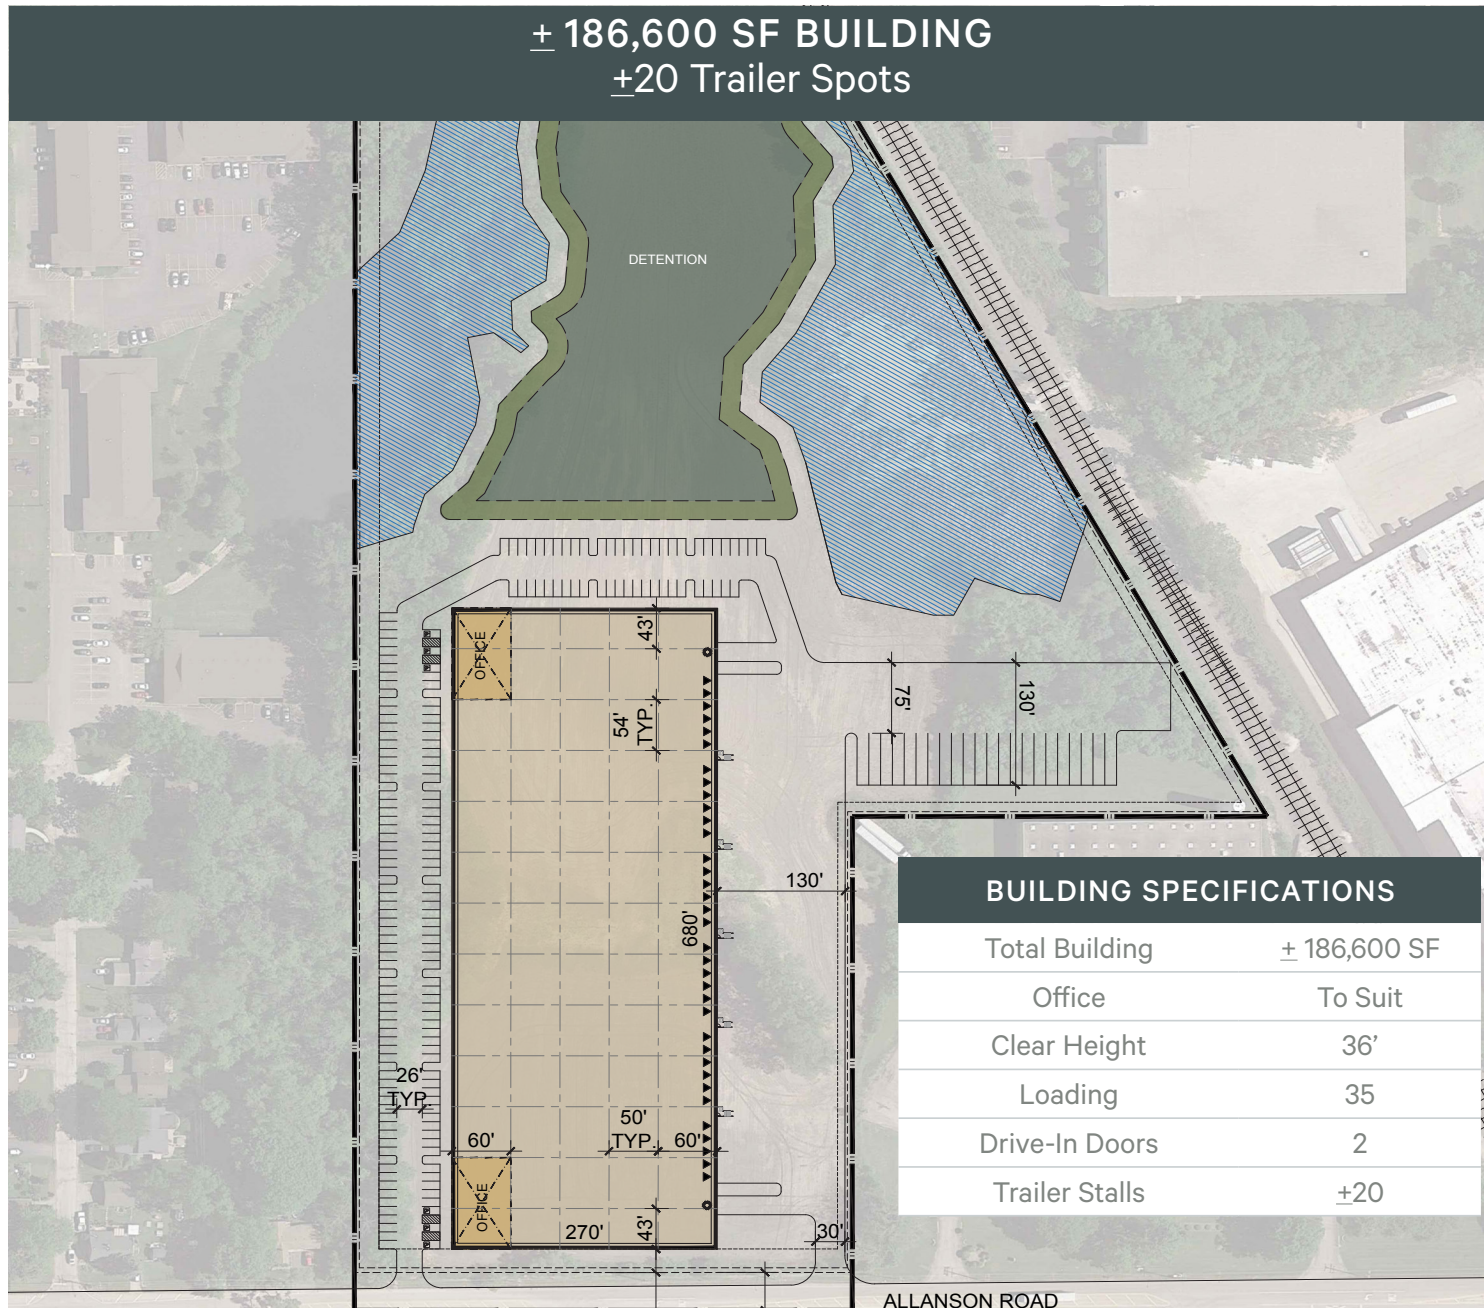 ± 186,600 SF BUILDING
±20 Trailer Spots
DETENTION
OFFICE
43'
54'
TYP.
75'
130'
130'
680'
26'
TYP.
60'
50'
TYP.
60'
OFFICE
270'
43'
30'
ALLANSON ROAD
BUILDING SPECIFICATIONS
Total Building ± 186,600 SF
Office To Suit
Clear Height 36’
Loading 35
Drive-In Doors 2
Trailer Stalls ±20